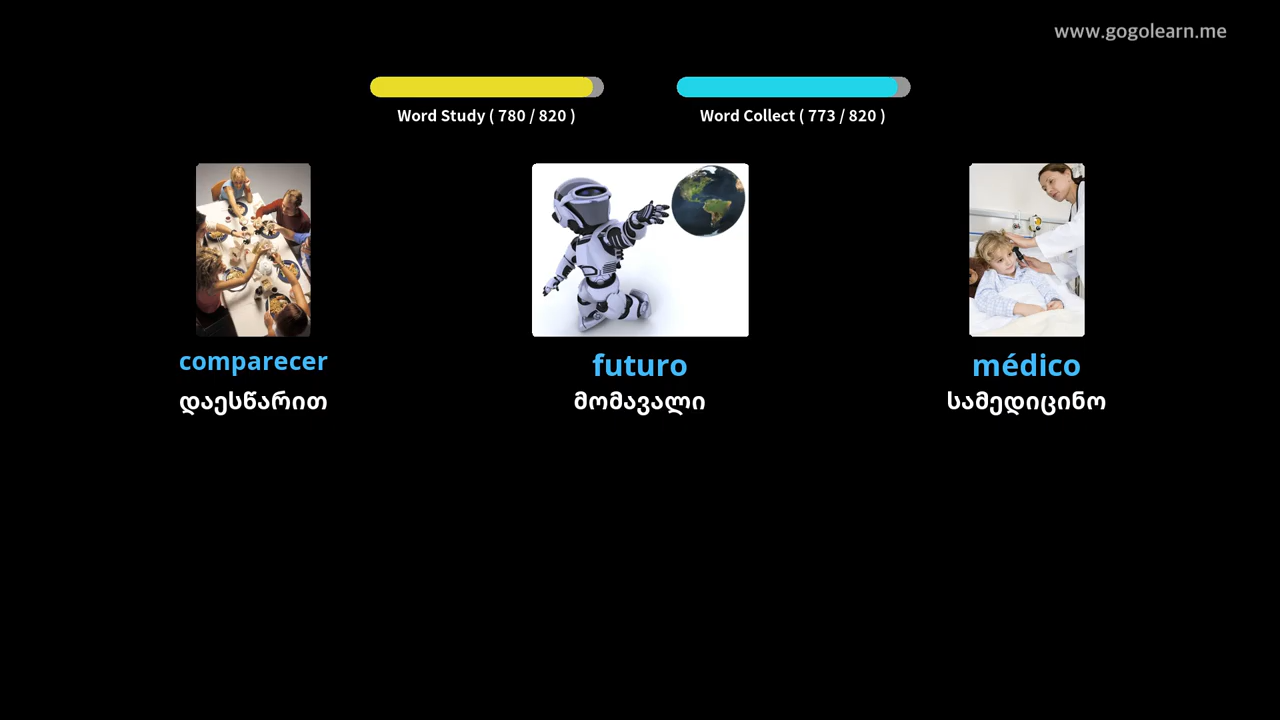 www.gogolearn.me
Word Study ( 780 / 820 )
Word Collect ( 773 / 820 )
comparecer
futuro
médico
დაესწარით
მომავალი
სამედიცინო